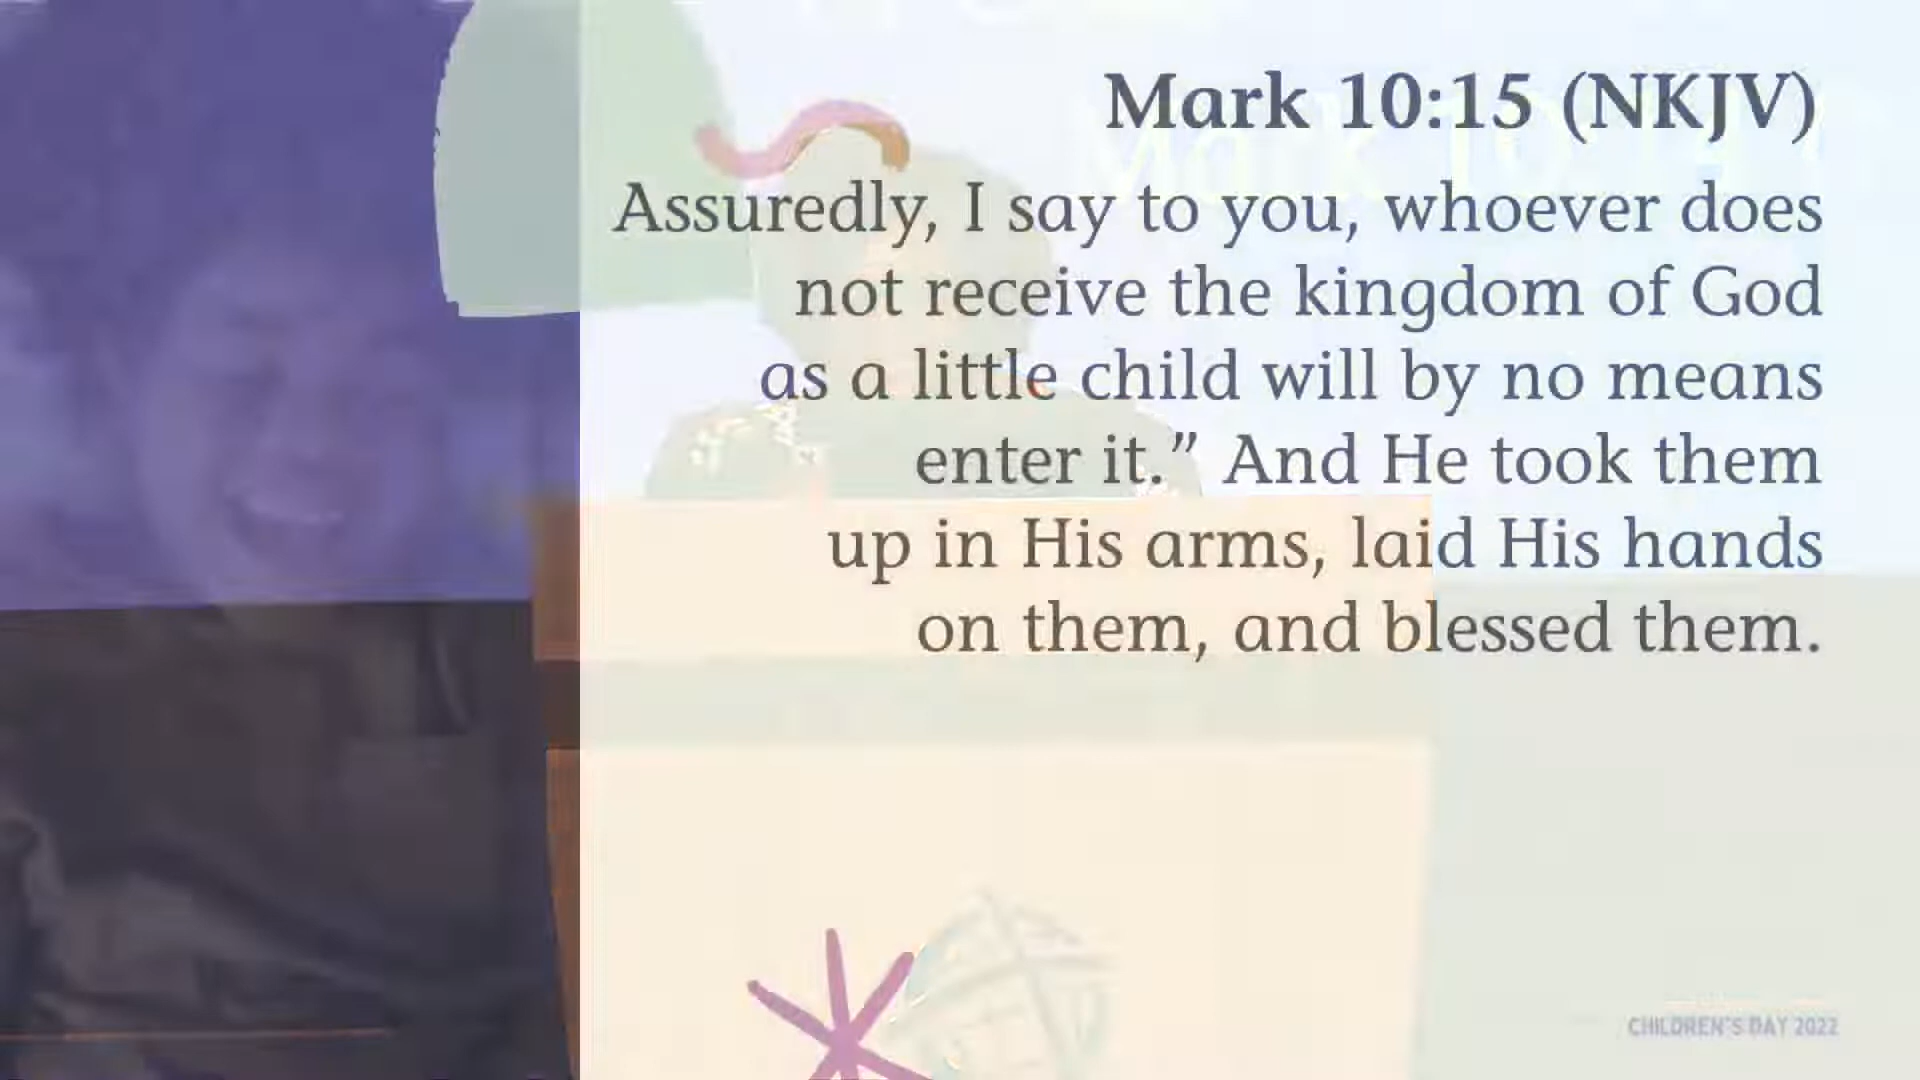 Mark 10:15 (NKJV)
Assuredly, I say to you, whoever does
not receive the kingdom of God
as a little child will by no means
enter it.” And He took them
up in His arms, laid His hands
on them, and blessed them.
CHILDREN'S DAY 2022